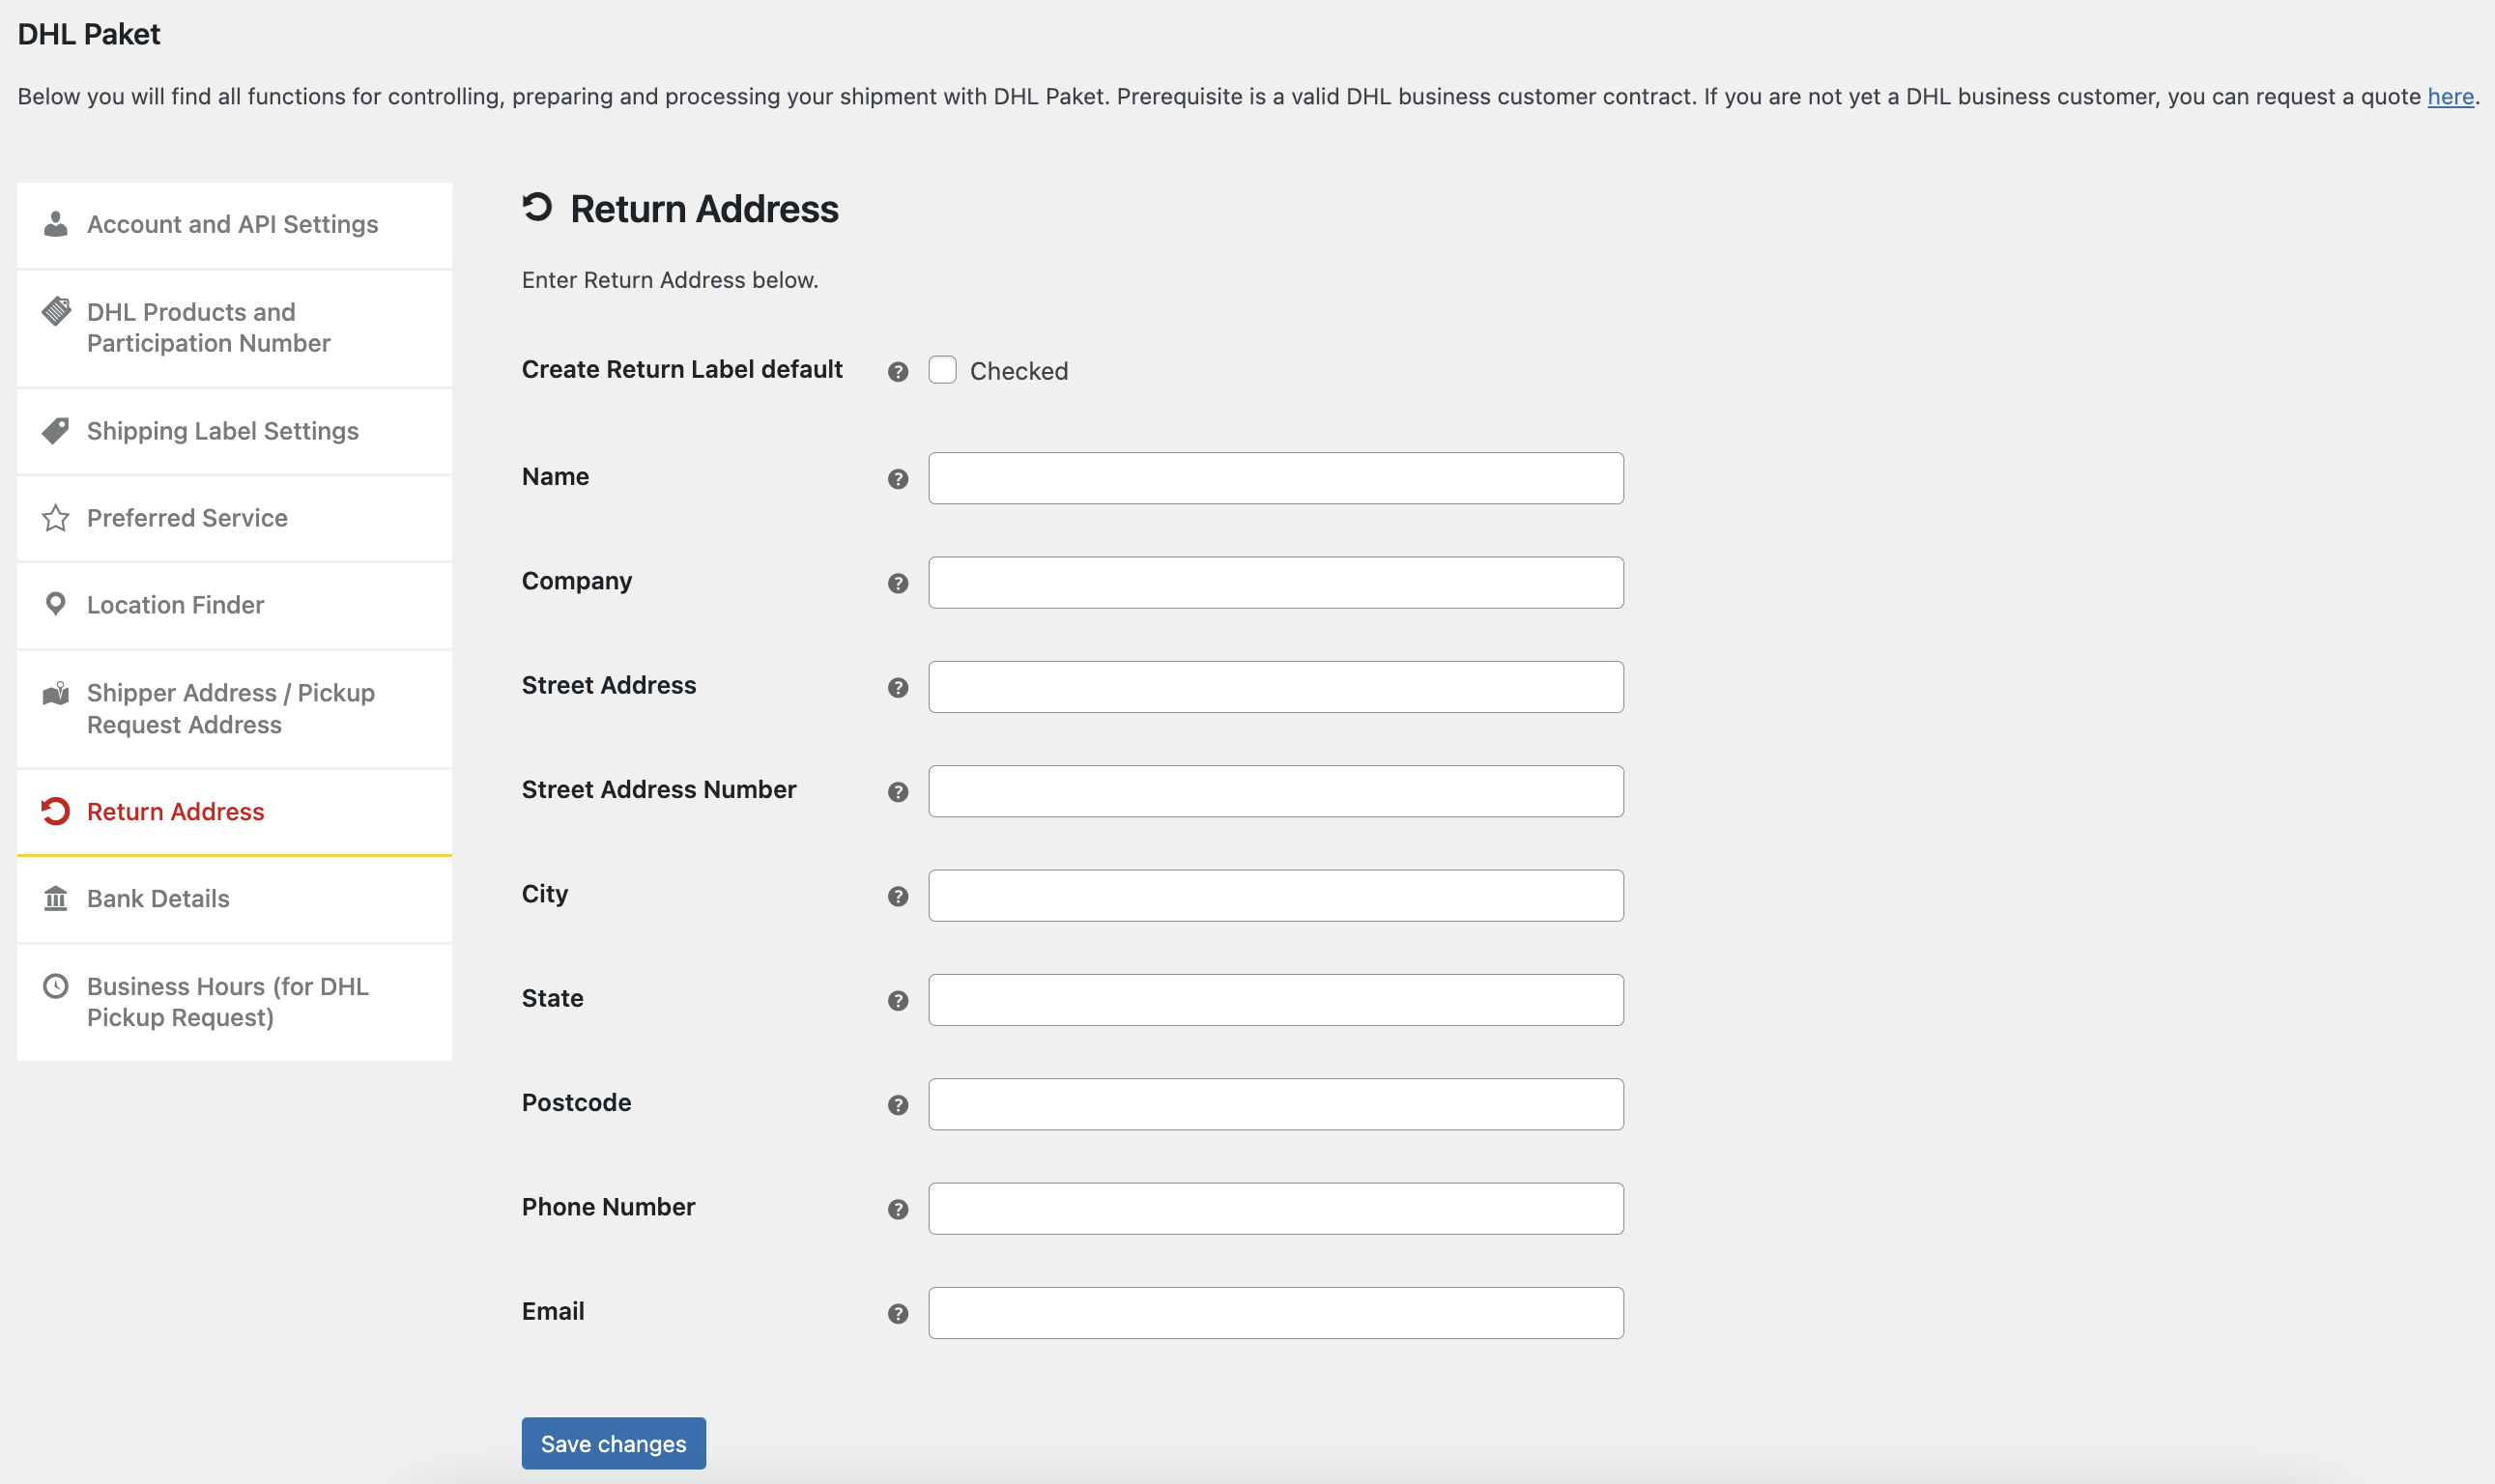 DHL Paket
Below you will find all functions for controlling, preparing and processing your shipment with DHL Paket. Prerequisite is a valid DHL business customer contract. If you are not yet a DHL business customer, you can request a quote here.
Account and API Settings
DHL Products and
Participation Number
Shipping Label Settings
Preferred Service
Location Finder
Shipper Address / Pickup
Request Address
Return Address
Bank Details
Business Hours (for DHL
Pickup Request)
Return Address
Enter Return Address below.
Create Return Label default ? Checked
Name ?
Company ?
Street Address ?
Street Address Number ?
City ?
State ?
Postcode ?
Phone Number ?
Email ?
Save changes